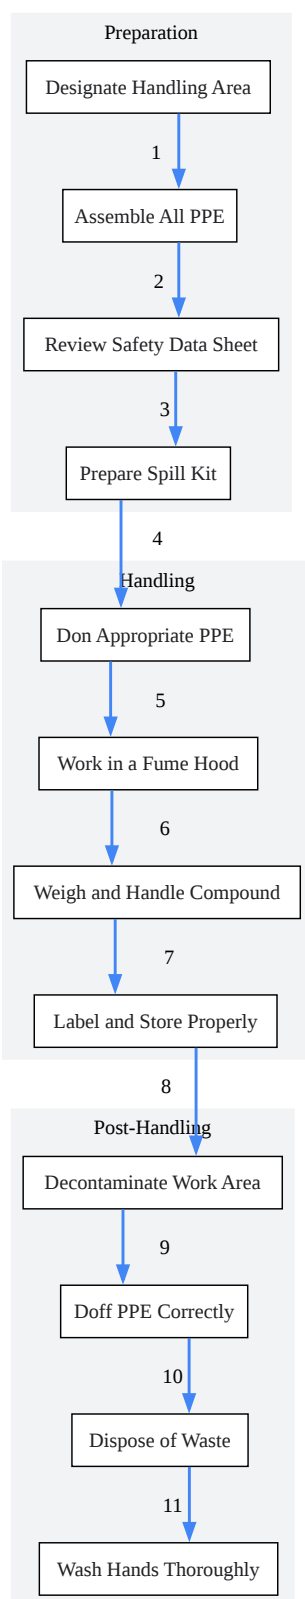 Preparation
Designate Handling Area
1
Assemble All PPE
2
Review Safety Data Sheet
3
Prepare Spill Kit
4
Handling
Don Appropriate PPE
5
Work in a Fume Hood
6
Weigh and Handle Compound
7
Label and Store Properly
8
Post-Handling
Decontaminate Work Area
9
Doff PPE Correctly
10
Dispose of Waste
11
Wash Hands Thoroughly